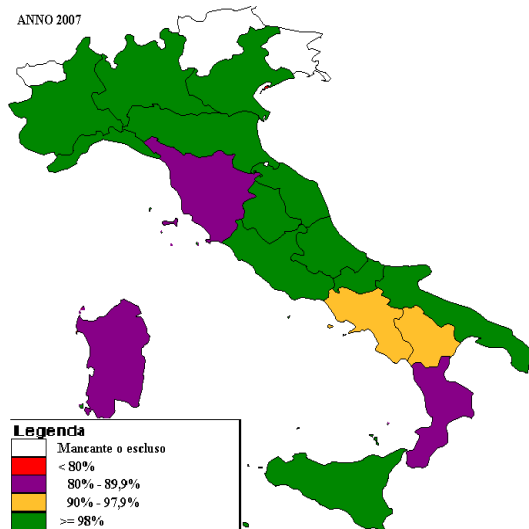 ANNO 2007
Legenda
Mancante o escluso
< 80%
80% - 89,9%
90% - 97,9%
>= 98%